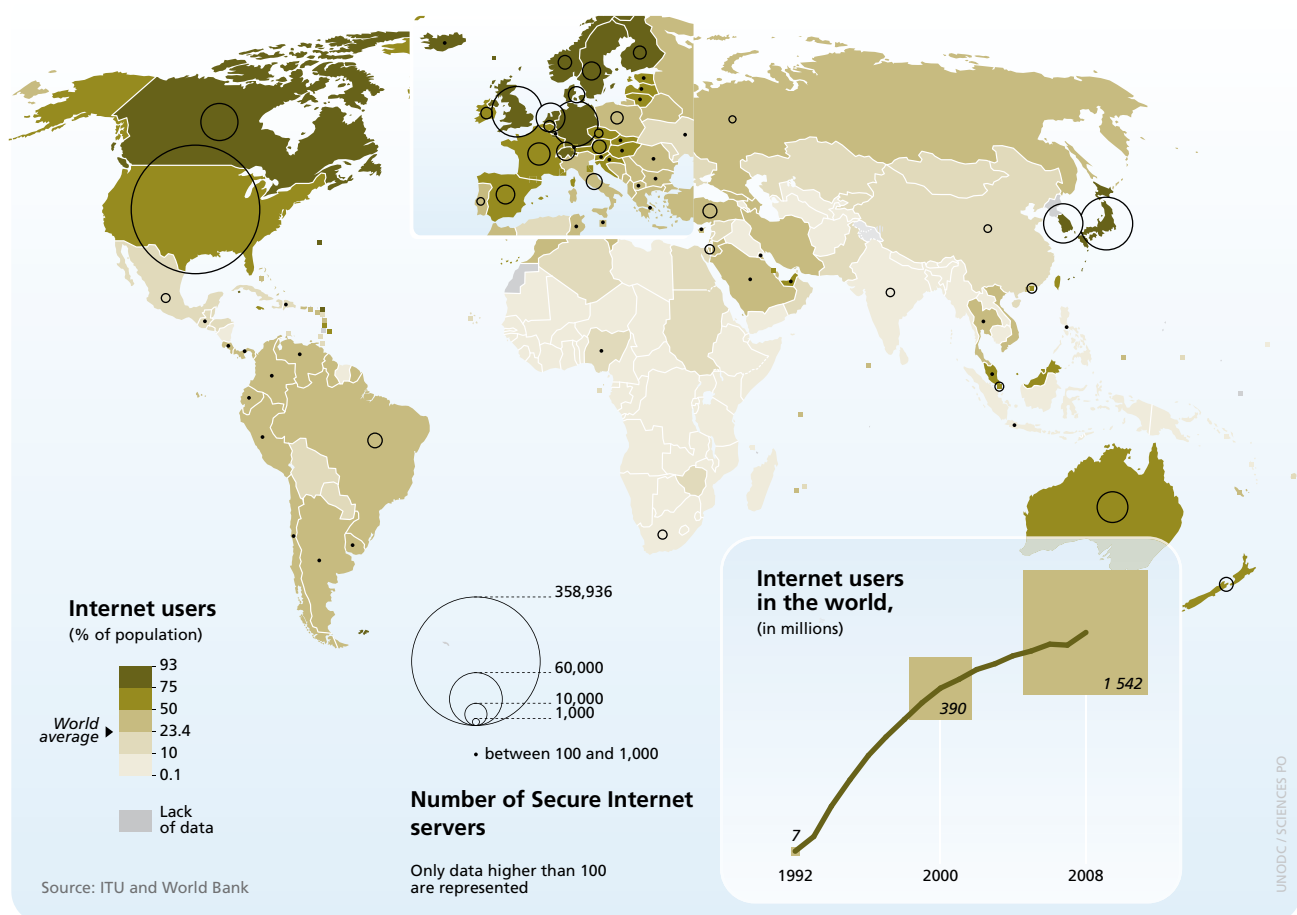 Internet users
(% of population)
93
75
50
World
average
23.4
10
0.1
Lack
of data
Source: ITU and World Bank
358,936
60,000
10,000
1,000
• between 100 and 1,000
Number of Secure Internet
servers
Only data higher than 100
are represented
Internet users
in the world,
(in millions)
1 542
390
7
1992
2000
2008
UNODC / SCIENCES PO